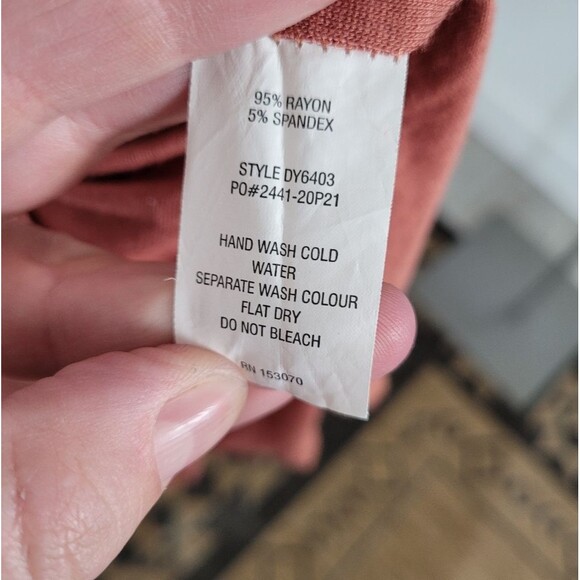 95% RAYON
5% SPANDEX
STYLE DY6403
PO#2441-20P21
HAND WASH COLD
WATER
SEPARATE WASH COLOUR
FLAT DRY
DO NOT BLEACH
RN 153070